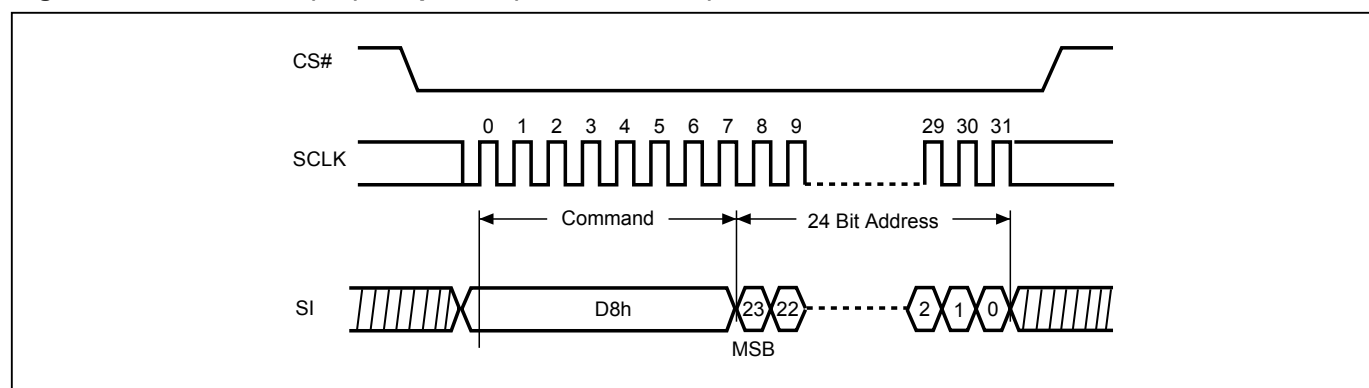 CS#
0 1 2 3 4 5 6 7 8 9 29 30 31
SCLK
Command 24 Bit Address
SI D8h 23 22 2 1 0
MSB